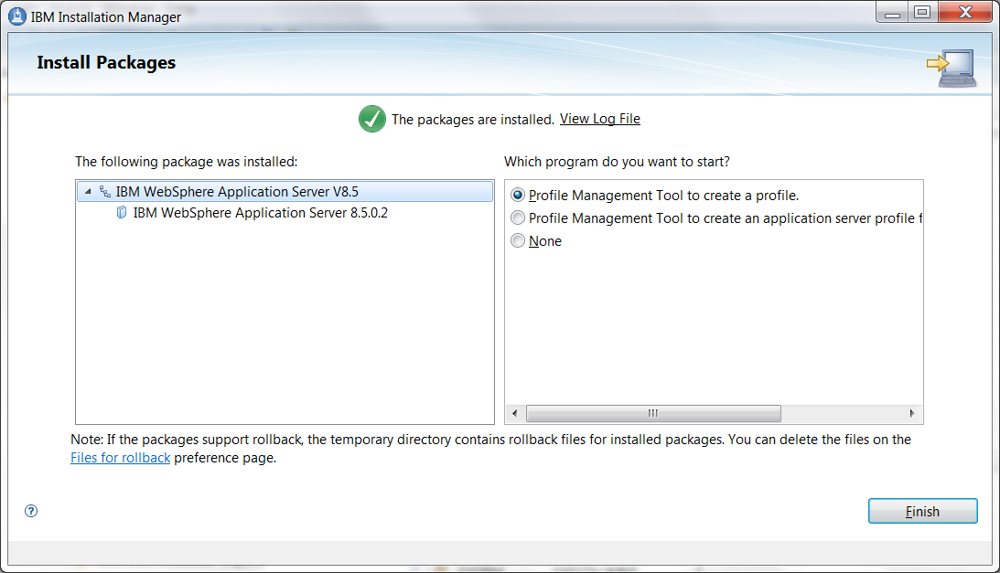 IBM Installation Manager
Install Packages
The packages are installed. View Log File
The following package was installed:
IBM WebSphere Application Server V8.5
IBM WebSphere Application Server 8.5.0.2
Which program do you want to start?
Profile Management Tool to create a profile.
Profile Management Tool to create an application server profile f
None
Note: If the packages support rollback, the temporary directory contains rollback files for installed packages. You can delete the files on the
Files for rollback preference page.
?
Finish